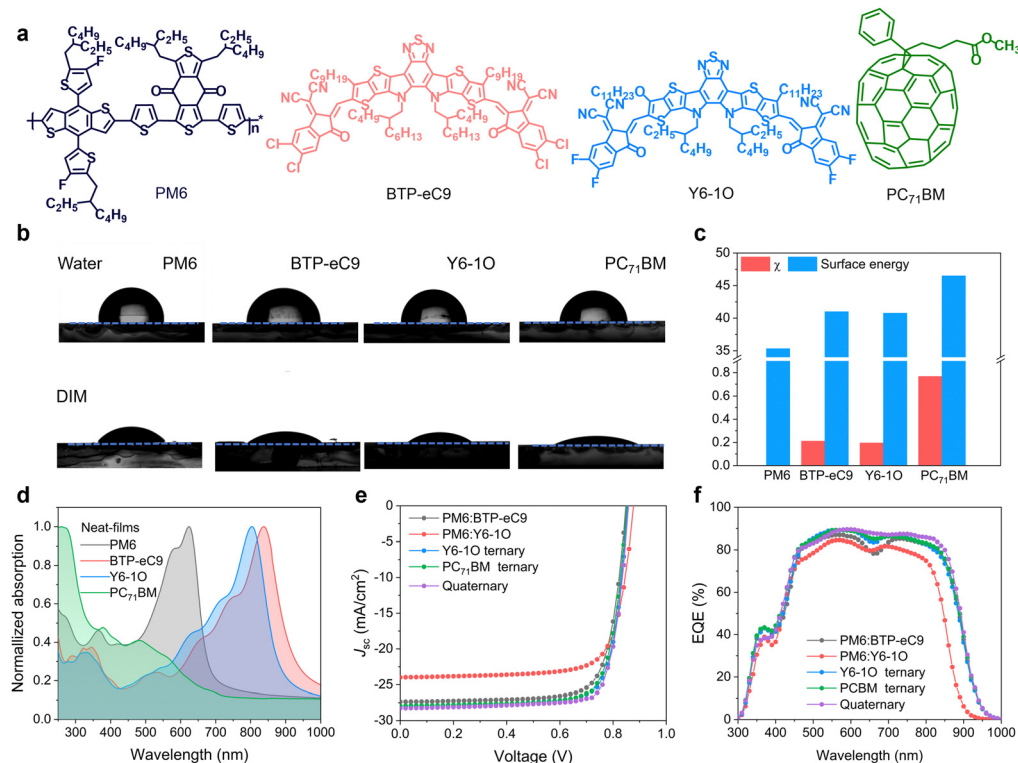 a
C4H9
C2H5
F
S
C4H9
C2H5
C2H5
C4H9
S
O
O
S
S
S
S
S
n
*
S
F
C2H5
C4H9
PM6
S
N
N
C9H19
C9H19
S
S
S
S
NC
CN
N
N
CN
CN
C4H9
C4H9
C6H13
C6H13
O
O
Cl
Cl
Cl
Cl
BTP-eC9
S
N
N
C11H23
O
C11H23
S
S
S
S
NC
CN
N
N
CN
CN
C2H5
C2H5
C4H9
C4H9
O
O
F
F
F
F
Y6-1O
O
O
CH3
PC71BM
b
Water
PM6
BTP-eC9
Y6-1O
PC71BM
DIM
c
χ
Surface energy
50
45
40
35
0.8
0.6
0.4
0.2
0.0
PM6
BTP-eC9
Y6-1O
PC71BM
d
Normalized absorption
1.0
0.8
0.6
0.4
0.2
0.0
Neat-films
PM6
BTP-eC9
Y6-1O
PC71BM
300
400
500
600
700
800
900
1000
Wavelength (nm)
e
Jsc (mA/cm2)
0
-5
-10
-15
-20
-25
-30
PM6:BTP-eC9
PM6:Y6-1O
Y6-1O ternary
PC71BM ternary
Quaternary
0.0
0.2
0.4
0.6
0.8
1.0
Voltage (V)
f
EQE (%)
100
80
60
40
20
0
PM6:BTP-eC9
PM6:Y6-1O
Y6-1O ternary
PCBM ternary
Quaternary
300
400
500
600
700
800
900
1000
Wavelength (nm)